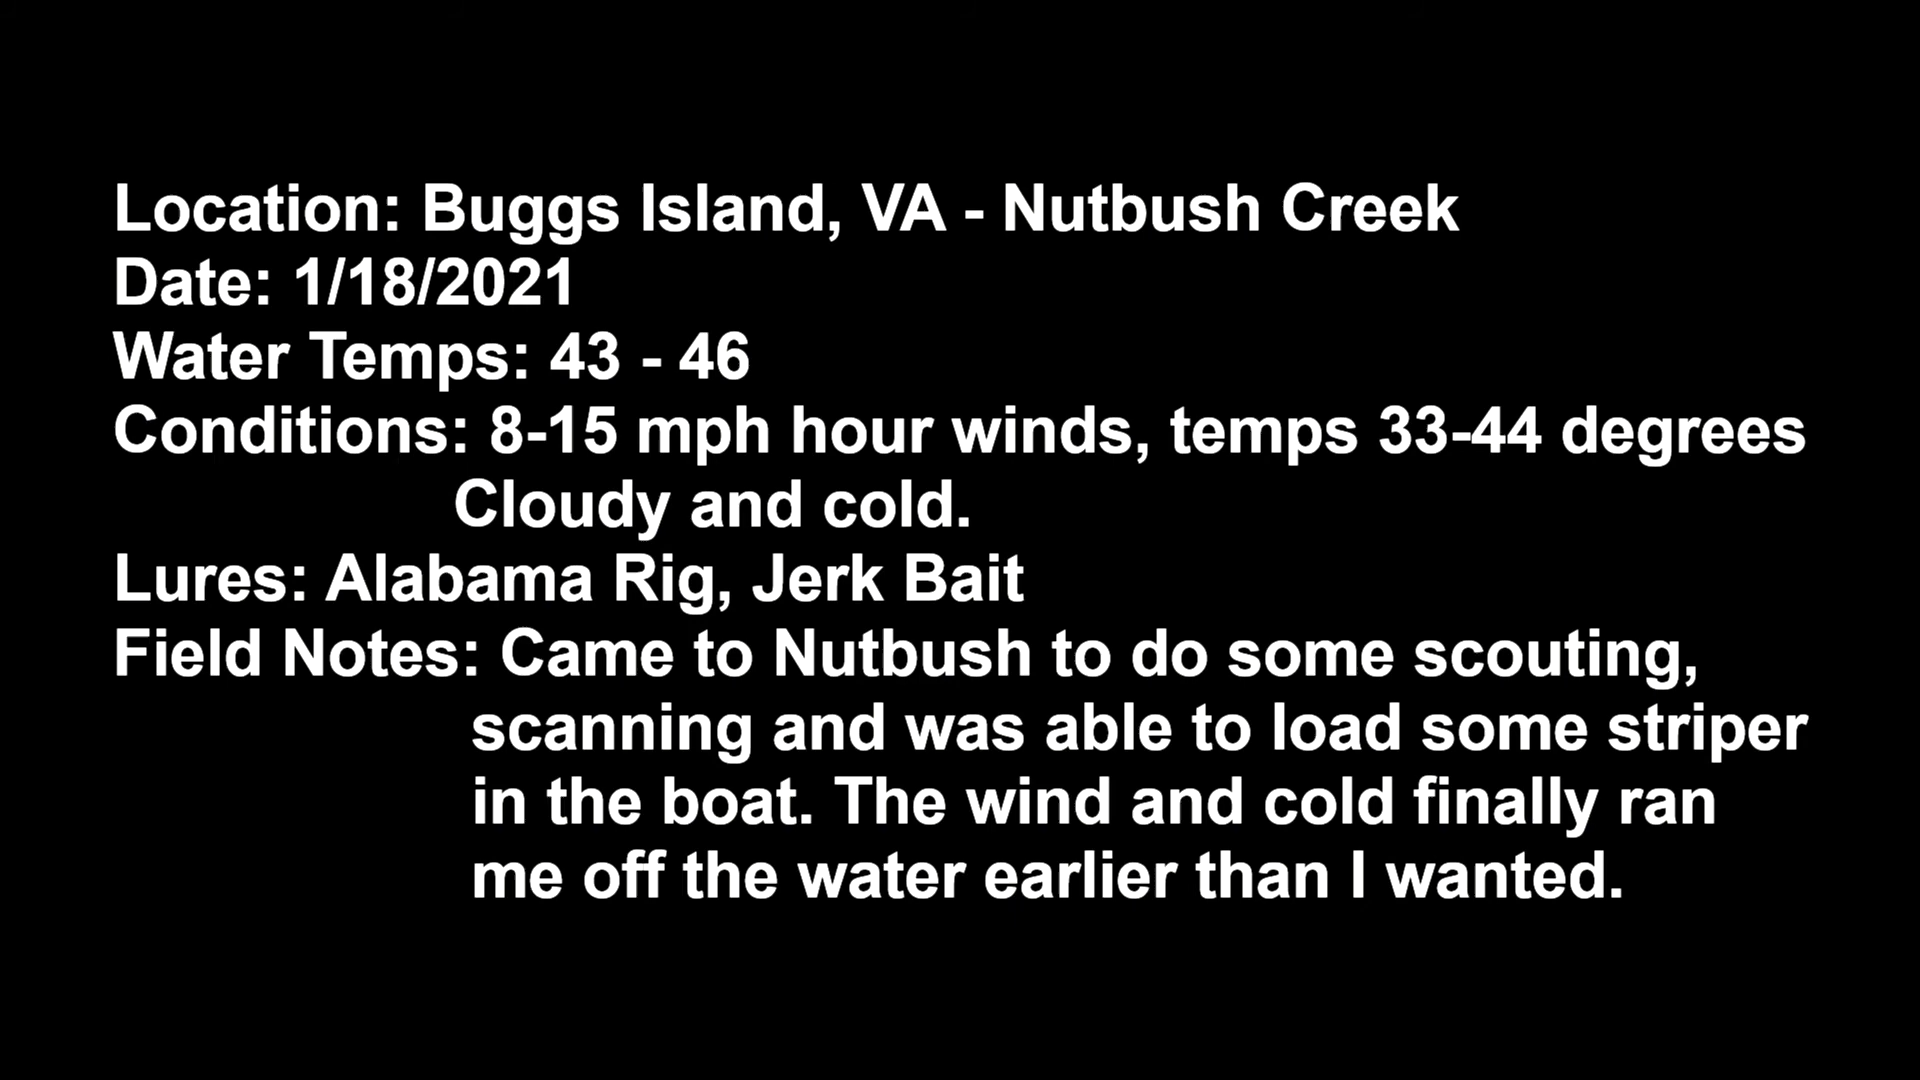 Location: Buggs Island, VA - Nutbush Creek
Date: 1/18/2021
Water Temps: 43 - 46
Conditions: 8-15 mph hour winds, temps 33-44 degrees
Cloudy and cold.
Lures: Alabama Rig, Jerk Bait
Field Notes: Came to Nutbush to do some scouting,
scanning and was able to load some striper
in the boat. The wind and cold finally ran
me off the water earlier than I wanted.